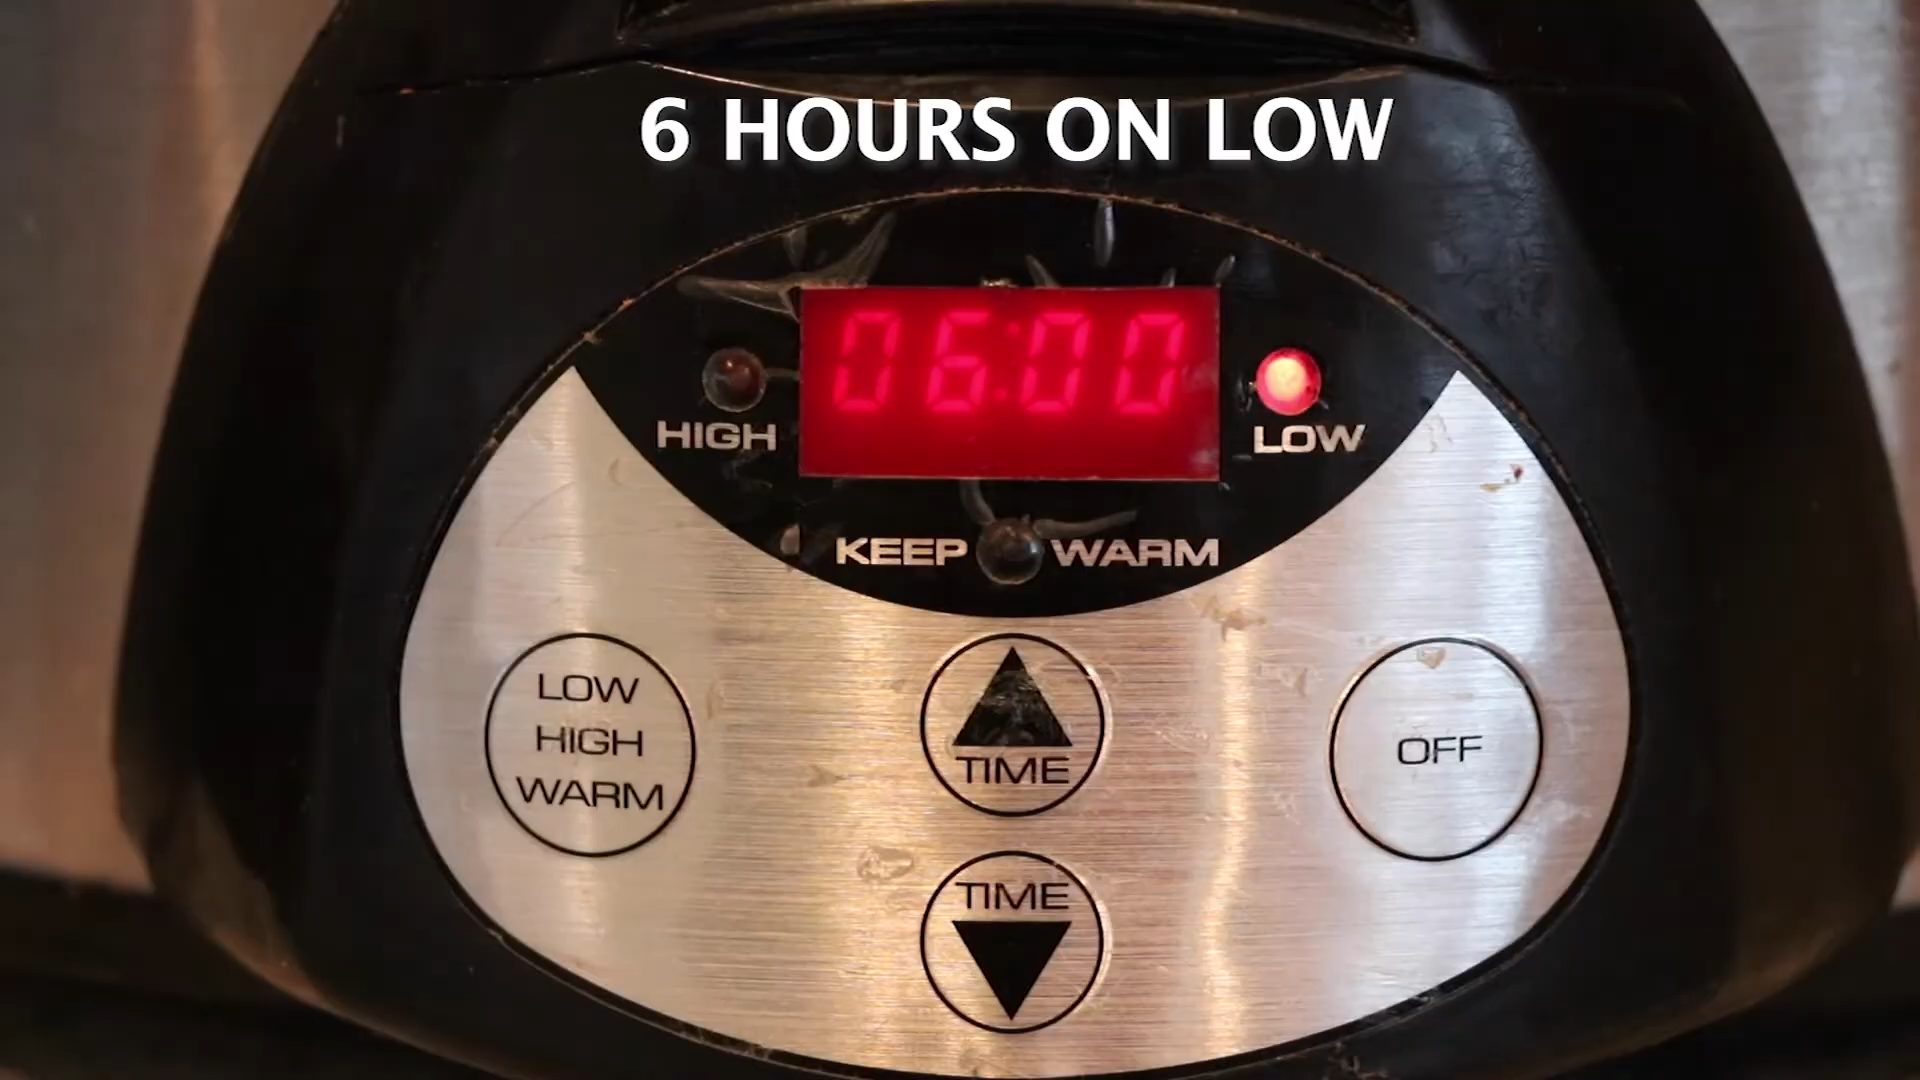 6 HOURS ON LOW
06:00
HIGH
LOW
KEEP WARM
LOW
HIGH
WARM
TIME
OFF
TIME